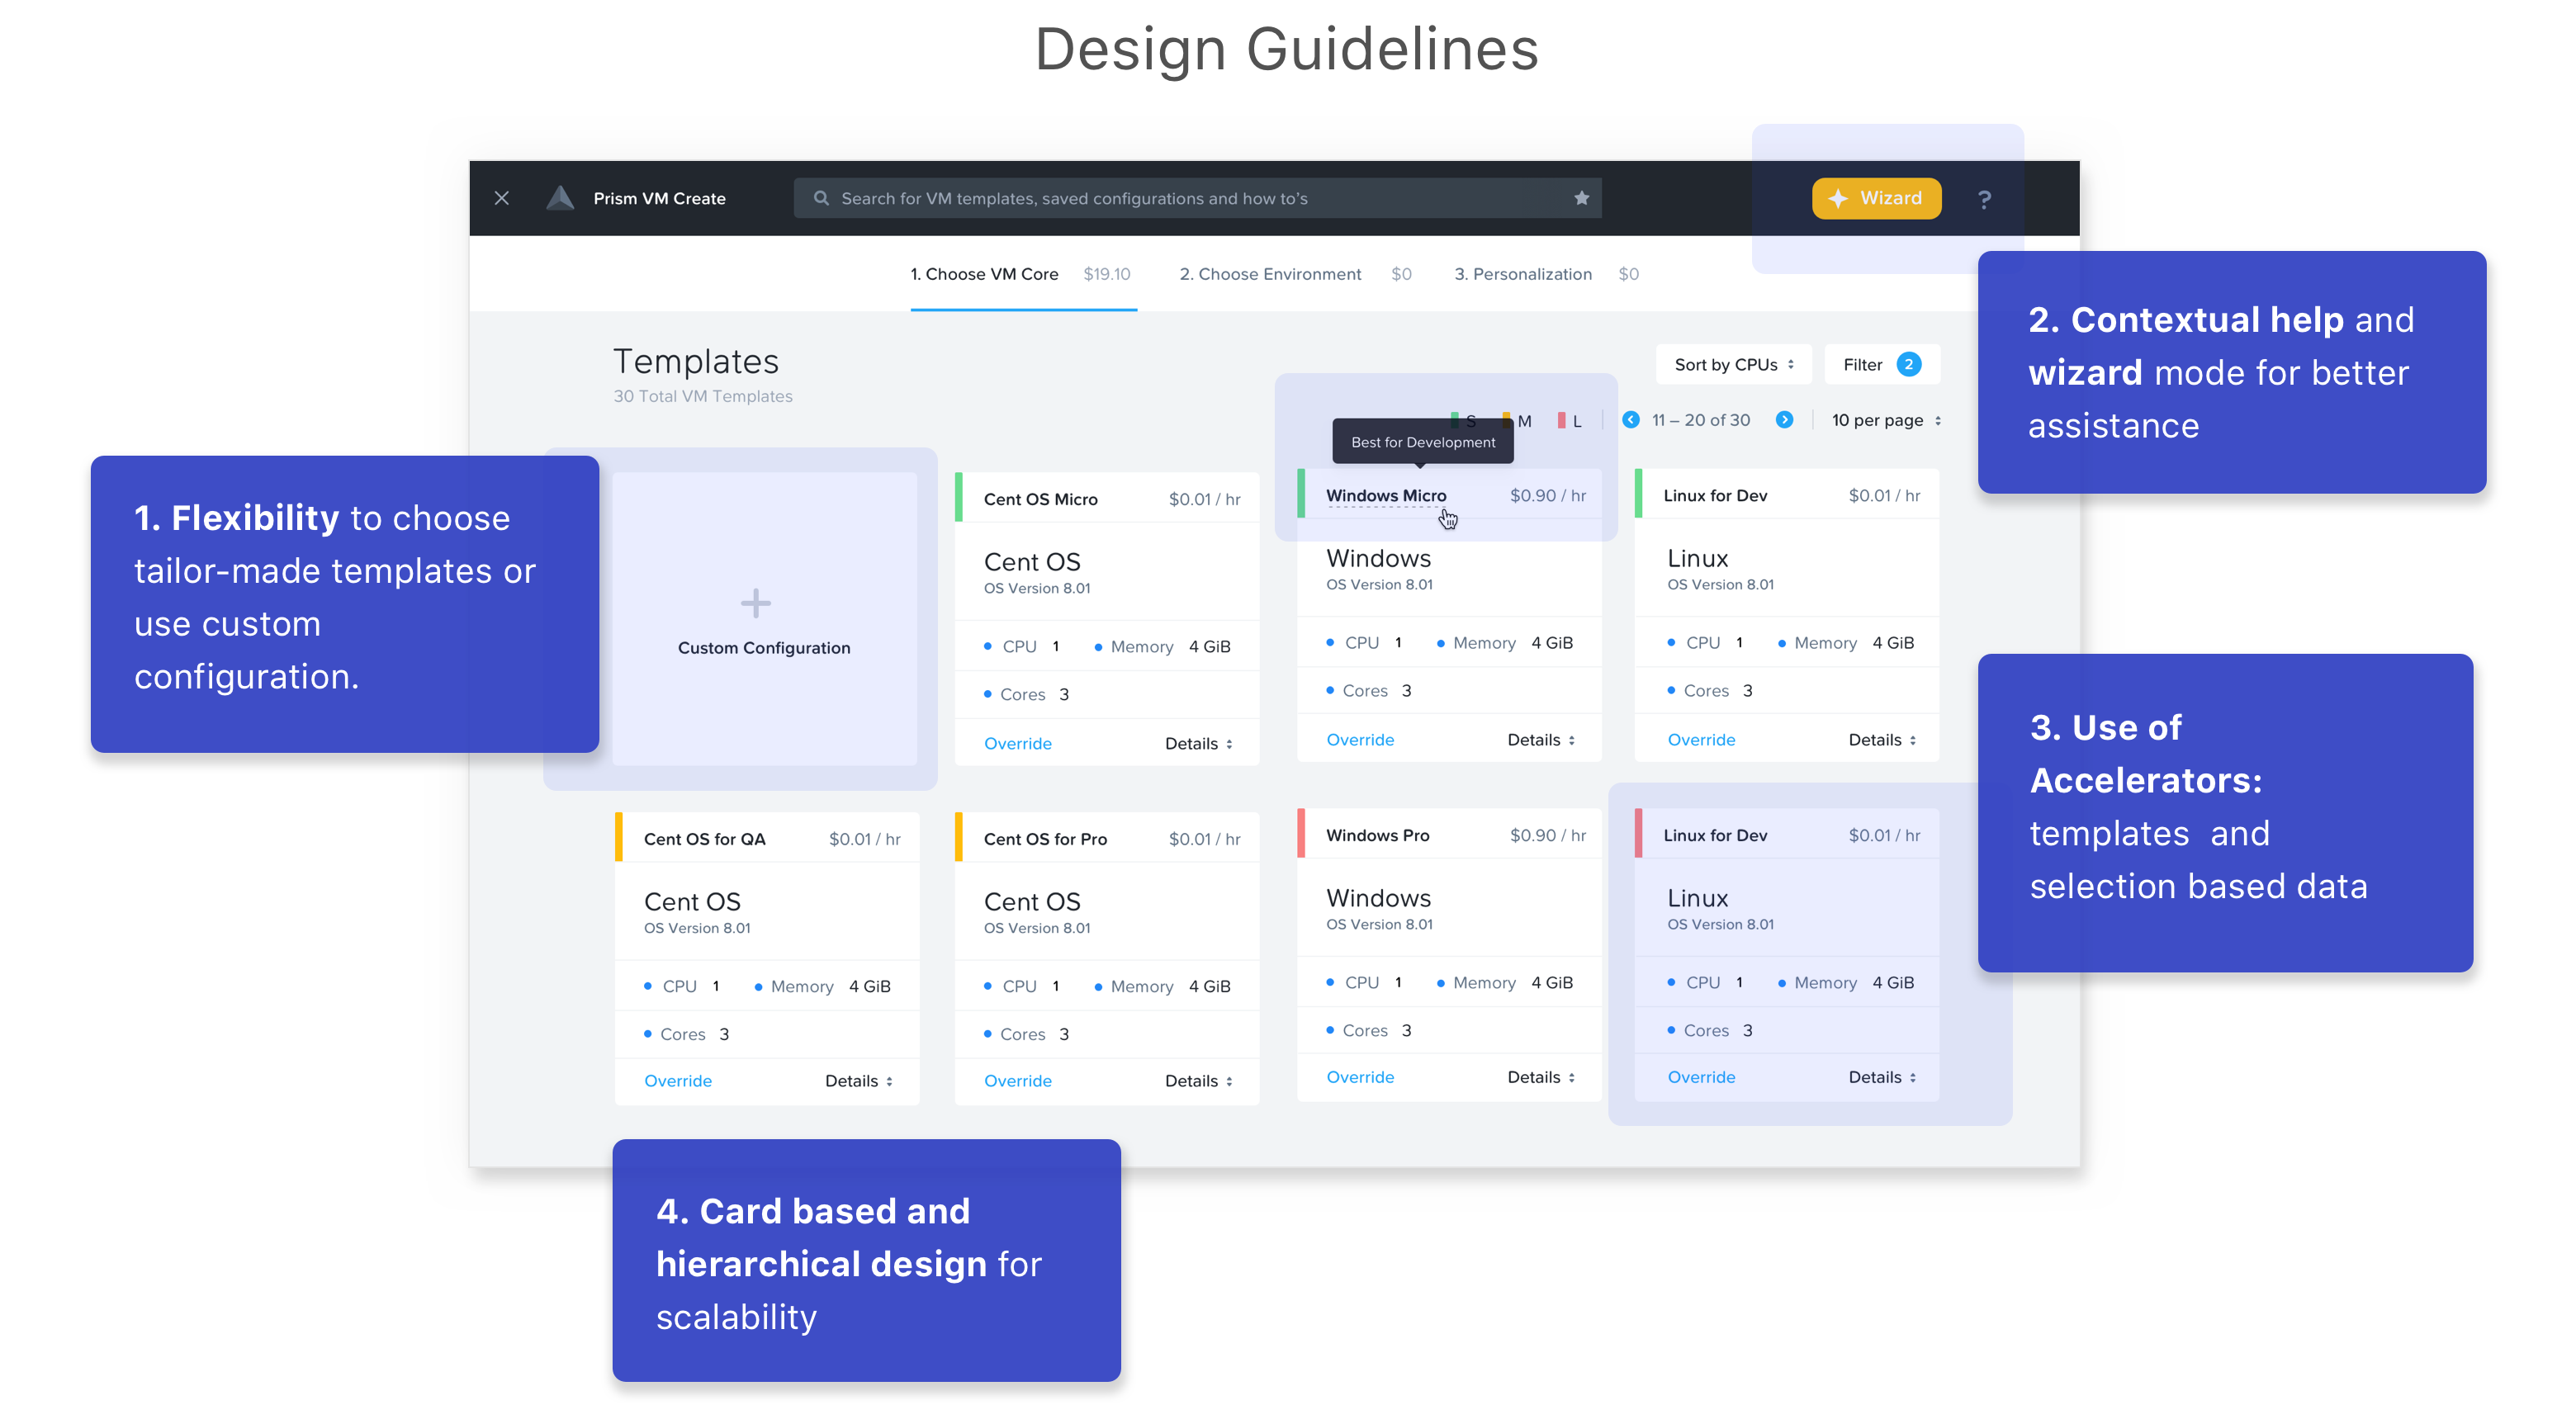 Design Guidelines
Prism VM Create
Search for VM templates, saved configurations and how to's
Wizard
?
1. Choose VM Core $19.10
2. Choose Environment $0
3. Personalization $0
2. Contextual help and
wizard mode for better
assistance
Templates
30 Total VM Templates
Sort by CPUs
Filter 2
S M L
11 – 20 of 30
10 per page
Best for Development
1. Flexibility to choose
tailor-made templates or
use custom
configuration.
Custom Configuration
Cent OS Micro $0.01 / hr
Cent OS
OS Version 8.01
CPU 1 Memory 4 GiB
Cores 3
Override Details
Windows Micro $0.90 / hr
Windows
OS Version 8.01
CPU 1 Memory 4 GiB
Cores 3
Override Details
Linux for Dev $0.01 / hr
Linux
OS Version 8.01
CPU 1 Memory 4 GiB
Cores 3
Override Details
3. Use of
Accelerators:
templates and
selection based data
Cent OS for QA $0.01 / hr
Cent OS
OS Version 8.01
CPU 1 Memory 4 GiB
Cores 3
Override Details
Cent OS for Pro $0.01 / hr
Cent OS
OS Version 8.01
CPU 1 Memory 4 GiB
Cores 3
Override Details
Windows Pro $0.90 / hr
Windows
OS Version 8.01
CPU 1 Memory 4 GiB
Cores 3
Override Details
Linux for Dev $0.01 / hr
Linux
OS Version 8.01
CPU 1 Memory 4 GiB
Cores 3
Override Details
4. Card based and
hierarchical design for
scalability